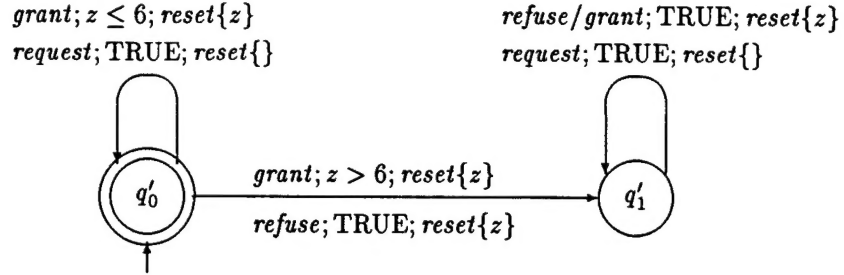 grant; z ≤ 6; reset{z}
request; TRUE; reset{}
refuse/grant; TRUE; reset{z}
request; TRUE; reset{}
grant; z > 6; reset{z}
q′0
q′1
refuse; TRUE; reset{z}